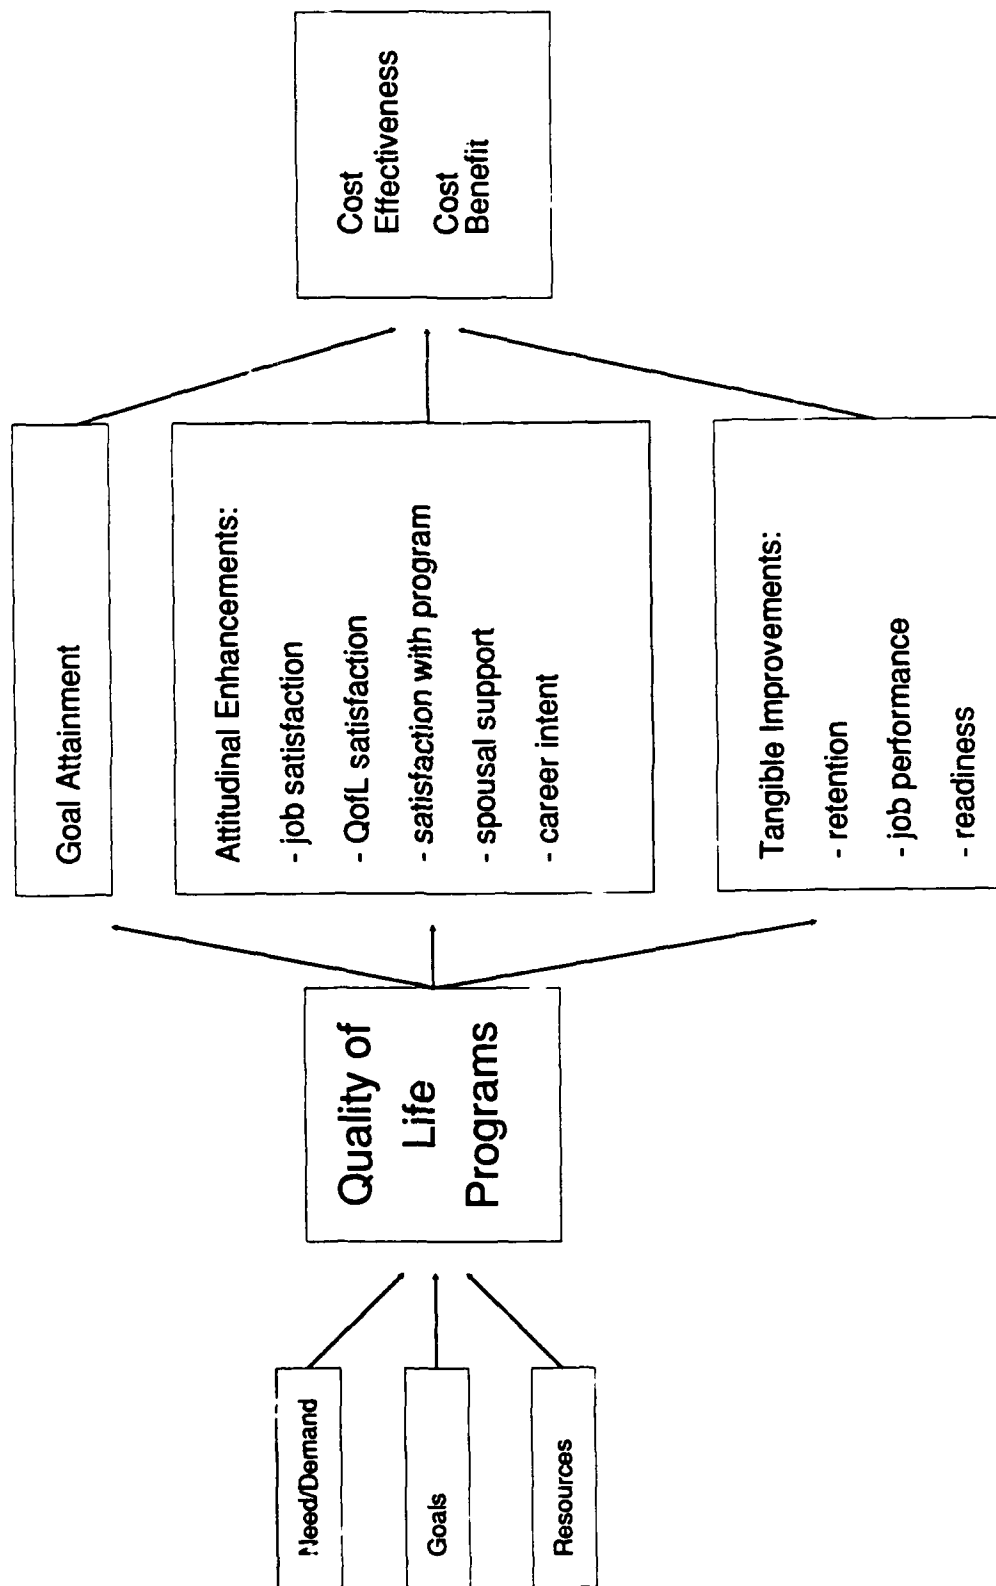 Need/Demand
Goals
Resources
Quality of
Life
Programs
Goal Attainment
Attitudinal Enhancements:
- job satisfaction
- QofL satisfaction
- satisfaction with program
- spousal support
- career intent
Tangible Improvements:
- retention
- job performance
- readiness
Cost
Effectiveness
Cost
Benefit